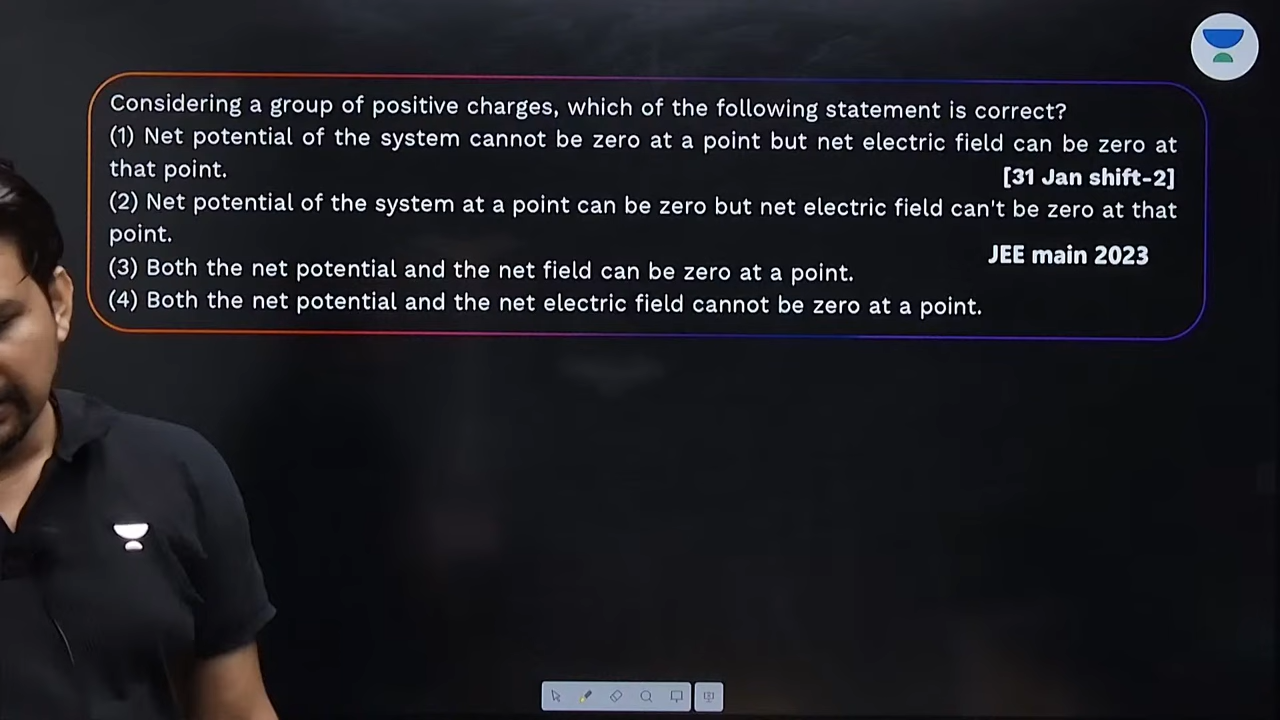 Considering a group of positive charges, which of the following statement is correct?
(1) Net potential of the system cannot be zero at a point but net electric field can be zero at
that point.
[31 Jan shift-2]
(2) Net potential of the system at a point can be zero but net electric field can't be zero at that
point.
JEE main 2023
(3) Both the net potential and the net field can be zero at a point.
(4) Both the net potential and the net electric field cannot be zero at a point.